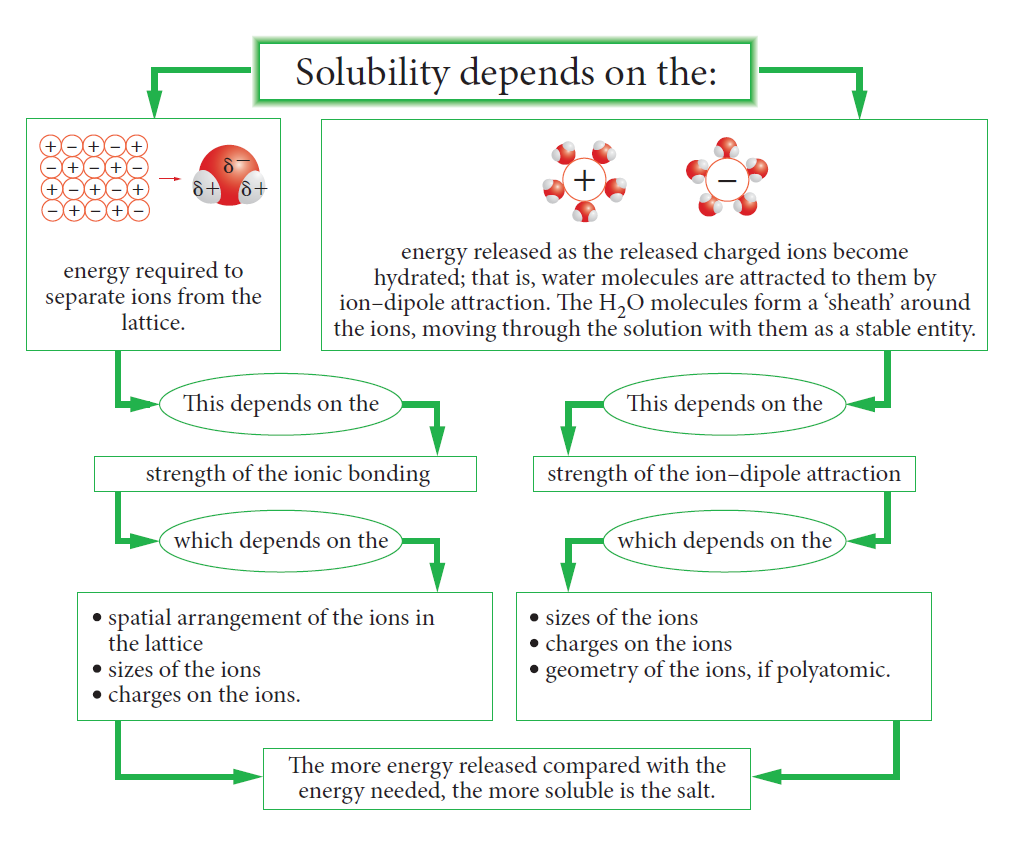 Solubility depends on the:
+ − + − +
− + − + −
+ − + − +
− + − + −
δ−
δ+ δ+
energy required to
separate ions from the
lattice.
+
−
energy released as the released charged ions become
hydrated; that is, water molecules are attracted to them by
ion–dipole attraction. The H₂O molecules form a ‘sheath’ around
the ions, moving through the solution with them as a stable entity.
This depends on the
This depends on the
strength of the ionic bonding
strength of the ion–dipole attraction
which depends on the
which depends on the
• spatial arrangement of the ions in
the lattice
• sizes of the ions
• charges on the ions.
• sizes of the ions
• charges on the ions
• geometry of the ions, if polyatomic.
The more energy released compared with the
energy needed, the more soluble is the salt.